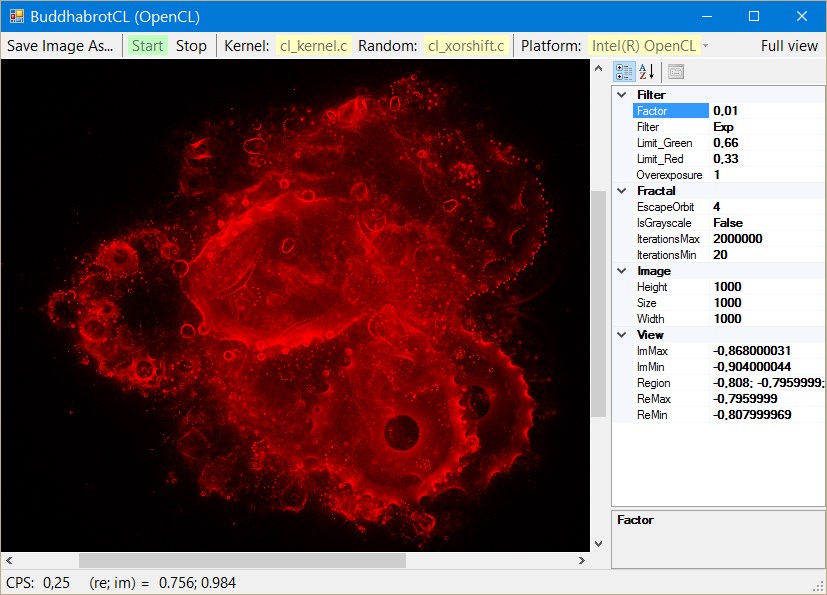 BuddhabrotCL (OpenCL)
Save Image As... Start Stop Kernel: cl_kernel.c Random: cl_xorshift.c Platform: Intel(R) OpenCL Full view
Filter
Factor 0,01
Filter Exp
Limit_Green 0,66
Limit_Red 0,33
Overexposure 1
Fractal
EscapeOrbit 4
IsGrayscale False
IterationsMax 2000000
IterationsMin 20
Image
Height 1000
Size 1000
Width 1000
View
ImMax -0,868000031
ImMin -0,904000044
Region -0,808; -0,7959999;
ReMax -0,7959999
ReMin -0,807999969
Factor
CPS: 0,25 (re; im) = 0.756; 0.984